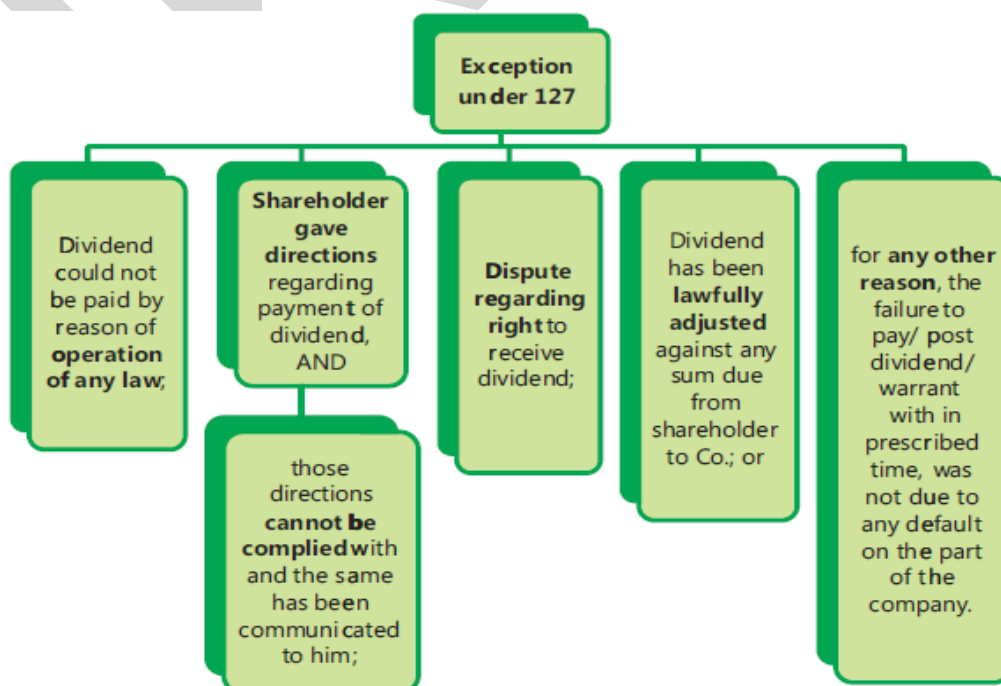 Exception
under 127
Dividend
could not
be paid by
reason of
operation
of any law;
Shareholder
gave
directions
regarding
payment of
dividend,
AND
those
directions
cannot be
complied with
and the same
has been
communicated
to him;
Dispute
regarding
right to
receive
dividend;
Dividend
has been
lawfully
adjusted
against any
sum due
from
shareholder
to Co.; or
for any other
reason, the
failure to
pay/ post
dividend/
warrant
with in
prescribed
time, was
not due to
any default
on the part
of the
company.